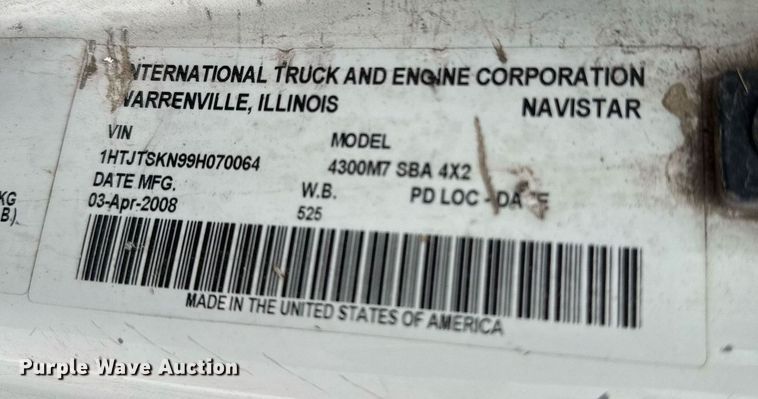 INTERNATIONAL TRUCK AND ENGINE CORPORATION
WARRENVILLE, ILLINOIS NAVISTAR
VIN MODEL
1HTJTSKN99H070064 4300M7 SBA 4X2
DATE MFG. W.B. PD LOC - DATE
03-Apr-2008 525
KG
B).
MADE IN THE UNITED STATES OF AMERICA
Purple Wave Auction